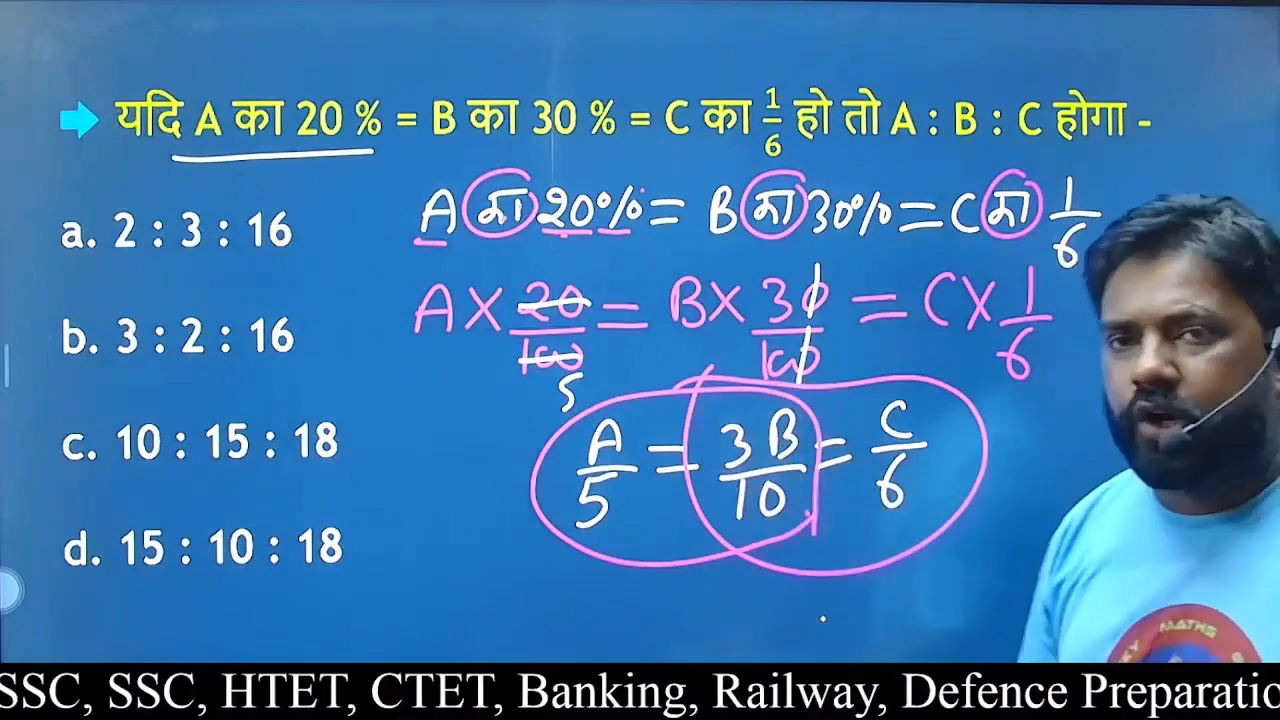 यदि A का 20 % = B का 30 % = C का 1/6 हो तो A : B : C होगा -
a. 2 : 3 : 16
b. 3 : 2 : 16
c. 10 : 15 : 18
d. 15 : 10 : 18
A का 20% = B का 30% = C का 1/6
A X 20/100 = B X 30/100 = C X 1/6
5
A/5 = 3B/10 = C/6
MATHS
SSC, SSC, HTET, CTET, Banking, Railway, Defence Preparatio